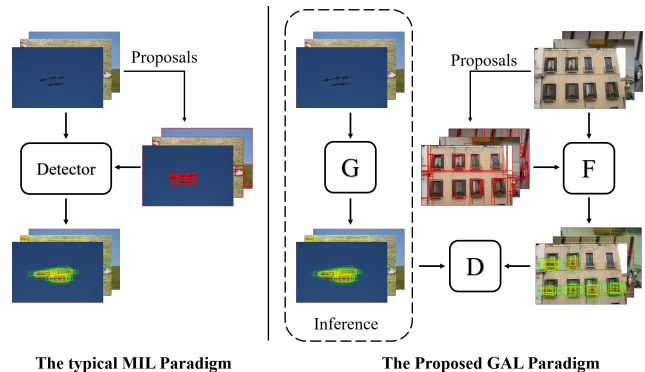 Proposals
Detector
The typical MIL Paradigm
Proposals
G
F
D
Inference
The Proposed GAL Paradigm